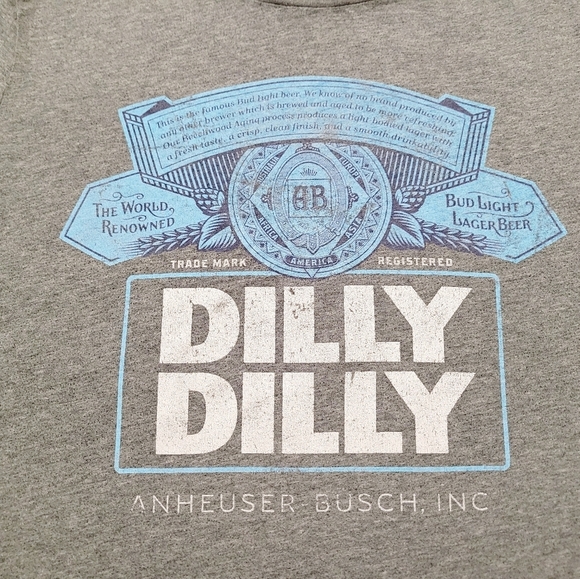 This is the famous Bud light beer. We know of no brand produced by
any other brewer which is brewed and aged to be more refreshing.
Our Beechwood Aging process produces a light bodied lager with
a fresh taste, a crisp, clean finish, and a smooth drinkability.
THE WORLD,
RENOWNED
AB
EUROPE
AFRICA
ASIA
AMERICA
BUD LIGHT
LAGER BEER
TRADE MARK
REGISTERED
DILLY
DILLY
ANHEUSER-BUSCH, INC